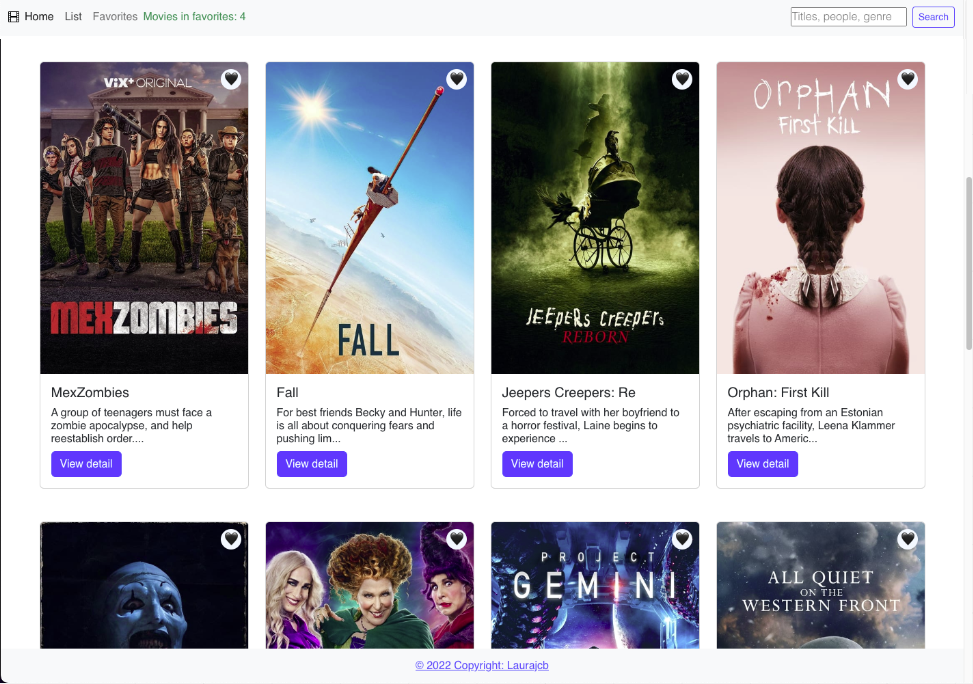 Home List Favorites Movies in favorites: 4 Titles, people, genre Search
ViX+ ORIGINAL
MEXZOMBIES
FALL
JEEPERS CREEPERS
REBORN
ORPHAN
FIRST KILL
MexZombies
A group of teenagers must face a
zombie apocalypse, and help
reestablish order....
View detail
Fall
For best friends Becky and Hunter, life
is all about conquering fears and
pushing lim...
View detail
Jeepers Creepers: Re
Forced to travel with her boyfriend to
a horror festival, Laine begins to
experience ...
View detail
Orphan: First Kill
After escaping from an Estonian
psychiatric facility, Leena Klammer
travels to Americ...
View detail
PROJECT
GEMINI
ALL QUIET
ON THE
WESTERN FRONT
© 2022 Copyright: Laurajcb